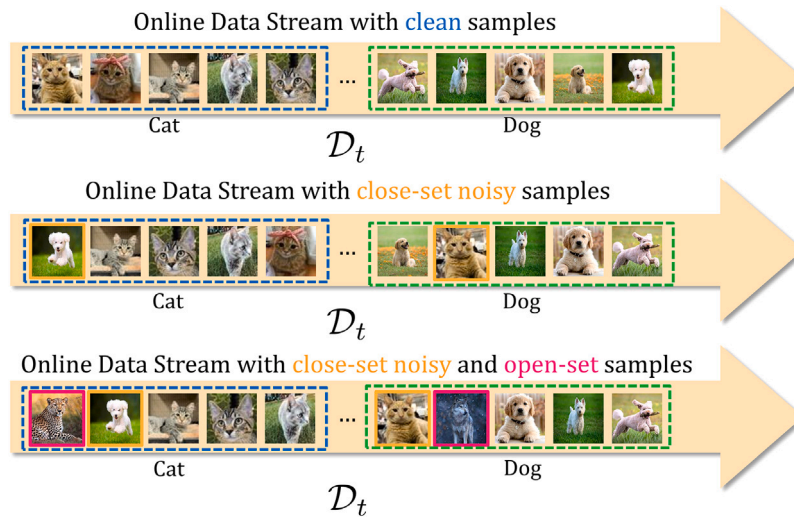 Online Data Stream with clean samples
...
Cat
Dog
𝒟ₜ
Online Data Stream with close-set noisy samples
...
Cat
Dog
𝒟ₜ
Online Data Stream with close-set noisy and open-set samples
...
Cat
Dog
𝒟ₜ